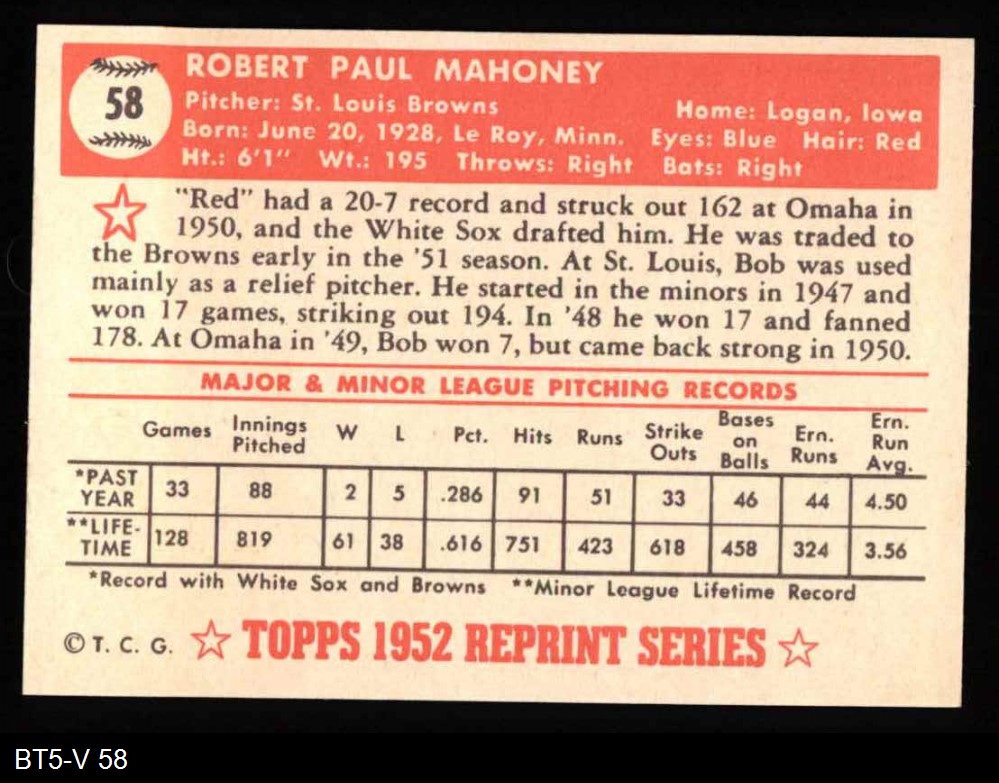 58
ROBERT PAUL MAHONEY
Pitcher: St. Louis Browns Home: Logan, Iowa
Born: June 20, 1928, Le Roy, Minn. Eyes: Blue Hair: Red
Ht.: 6'1" Wt.: 195 Throws: Right Bats: Right
"Red" had a 20-7 record and struck out 162 at Omaha in
1950, and the White Sox drafted him. He was traded to
the Browns early in the '51 season. At St. Louis, Bob was used
mainly as a relief pitcher. He started in the minors in 1947 and
won 17 games, striking out 194. In '48 he won 17 and fanned
178. At Omaha in '49, Bob won 7, but came back strong in 1950.
MAJOR & MINOR LEAGUE PITCHING RECORDS
Games Innings Pitched W L Pct. Hits Runs Strike Outs Bases on Balls Ern. Runs Ern. Run Avg.
*PAST YEAR 33 88 2 5 .286 91 51 33 46 44 4.50
**LIFE-TIME 128 819 61 38 .616 751 423 618 458 324 3.56
*Record with White Sox and Browns **Minor League Lifetime Record
© T. C. G. ☆ TOPPS 1952 REPRINT SERIES ☆
BT5-V 58